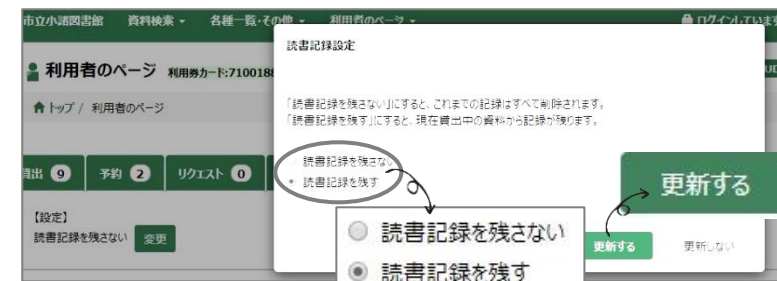 市立小諸図書館 資料検索 各種一覧・その他 利用者のページ ログインしています
利用者のページ 利用券カード:7100188
トップ / 利用者のページ
読書記録設定
「読書記録を残さない」にすると、これまでの記録はすべて削除されます。
「読書記録を残す」にすると、現在貸出中の資料から記録が残ります。
読書記録を残さない
読書記録を残す
貸出 9 予約 2 リクエスト 0
【設定】
読書記録を残さない 変更
読書記録を残さない
読書記録を残す
更新する
更新する 更新しない